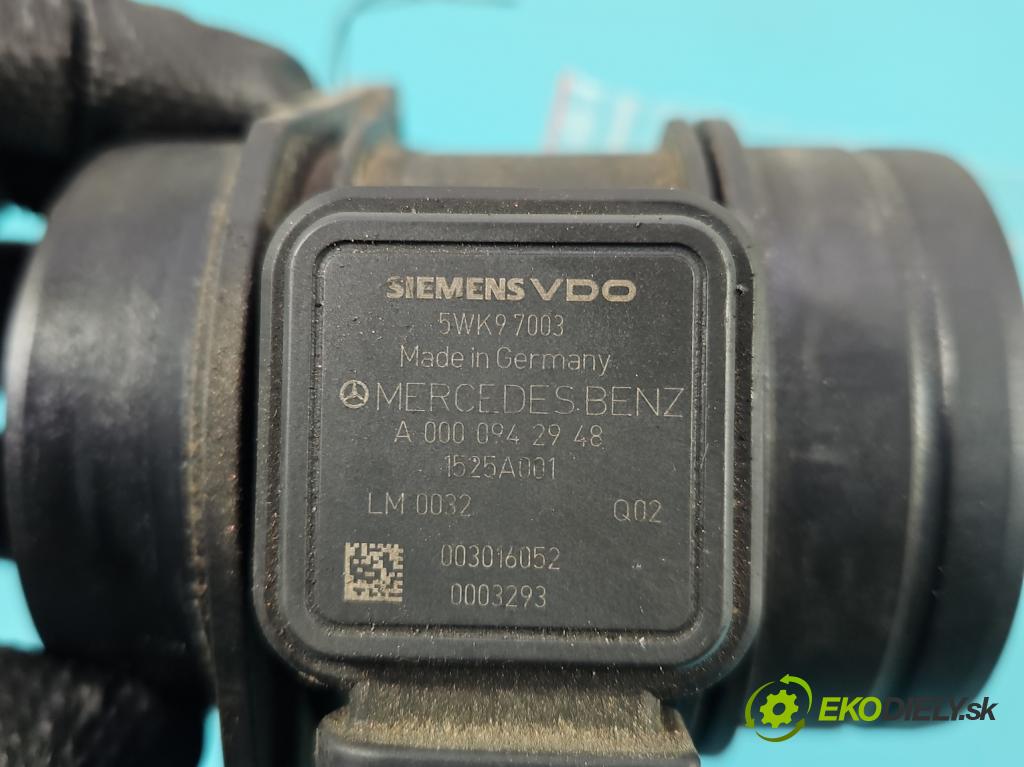 SIEMENS VDO
5WK9 7003
Made in Germany
MERCEDES.BENZ
A 000 094 29 48
1525A001
LM 0032 Q02
003016052
0003293
EKODIELY.sk